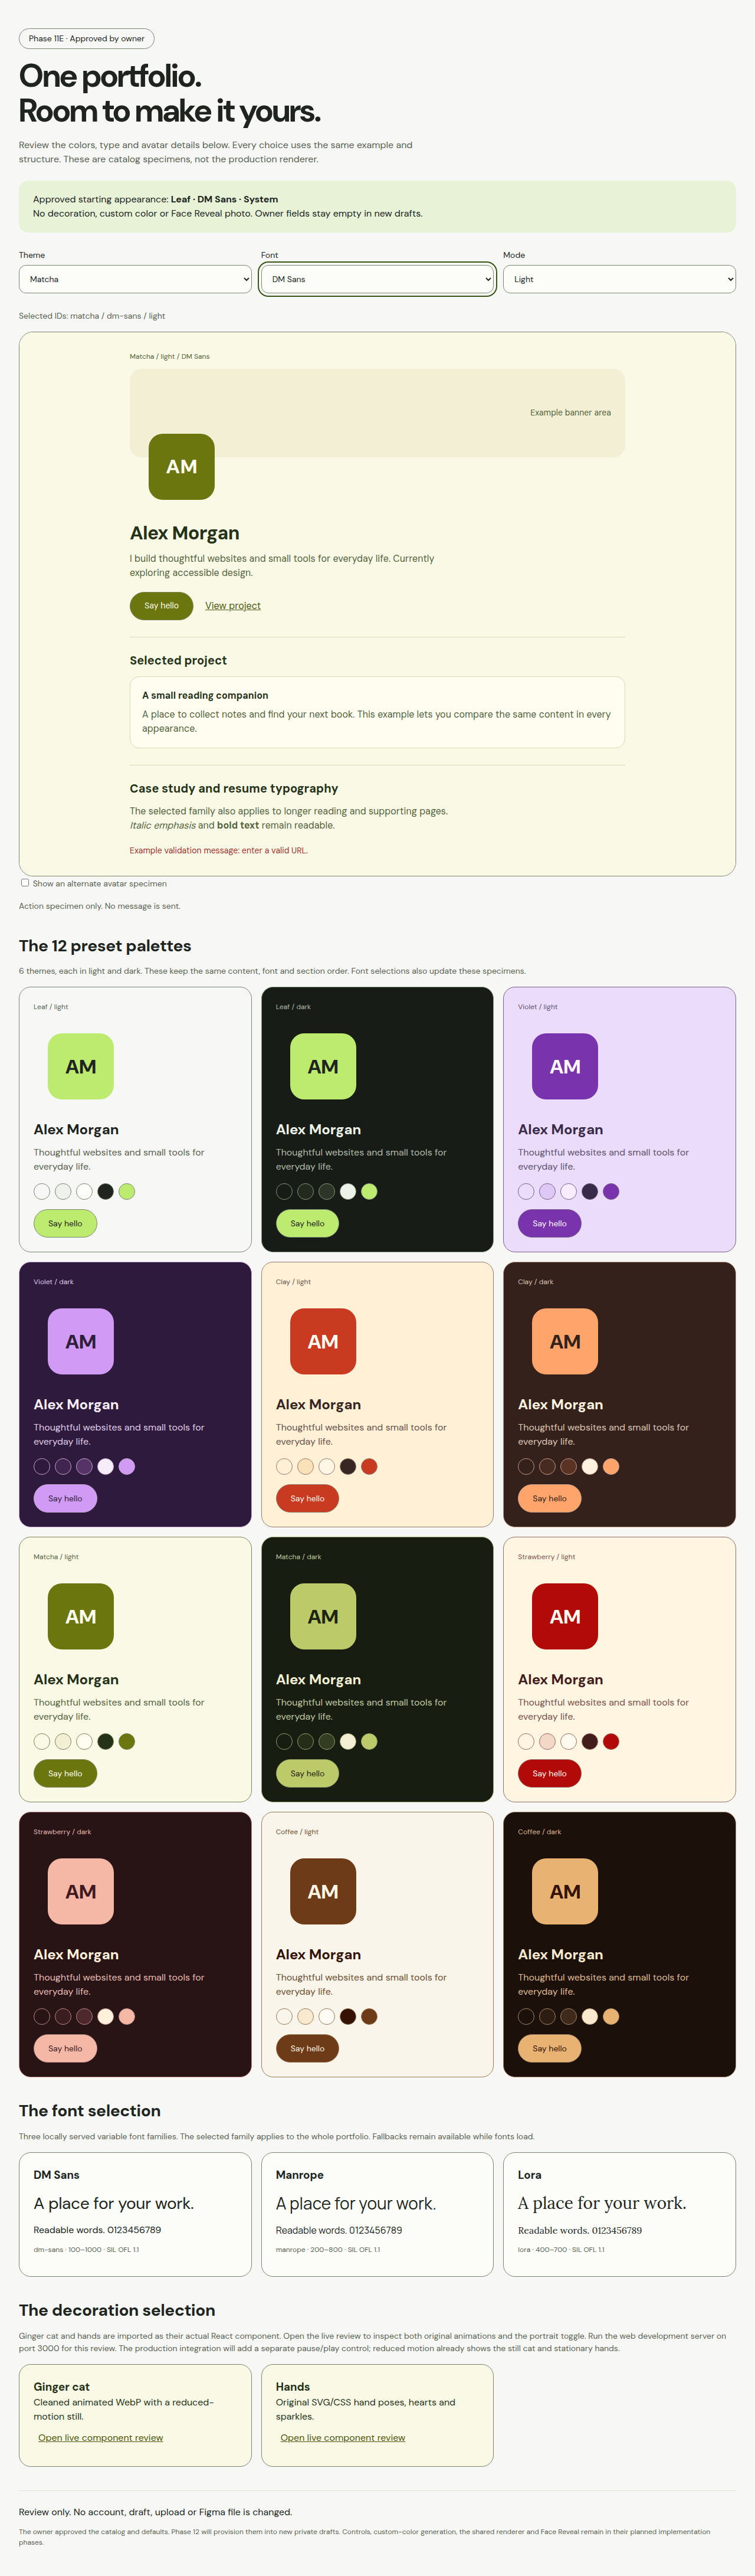 Phase 11E · Approved by owner
One portfolio.
Room to make it yours.
Review the colors, type and avatar details below. Every choice uses the same example and
structure. These are catalog specimens, not the production renderer.
Approved starting appearance: Leaf · DM Sans · System
No decoration, custom color or Face Reveal photo. Owner fields stay empty in new drafts.
Theme
Font
Mode
Matcha
DM Sans
Light
Selected IDs: matcha / dm-sans / light
Matcha / light / DM Sans
Example banner area
AM
Alex Morgan
I build thoughtful websites and small tools for everyday life. Currently
exploring accessible design.
Say hello
View project
Selected project
A small reading companion
A place to collect notes and find your next book. This example lets you compare the same content in every
appearance.
Case study and resume typography
The selected family also applies to longer reading and supporting pages.
Italic emphasis and bold text remain readable.
Example validation message: enter a valid URL.
Show an alternate avatar specimen
Action specimen only. No message is sent.
The 12 preset palettes
6 themes, each in light and dark. These keep the same content, font and section order. Font selections also update these specimens.
Leaf / light
AM
Alex Morgan
Thoughtful websites and small tools for
everyday life.
Say hello
Leaf / dark
AM
Alex Morgan
Thoughtful websites and small tools for
everyday life.
Say hello
Violet / light
AM
Alex Morgan
Thoughtful websites and small tools for
everyday life.
Say hello
Violet / dark
AM
Alex Morgan
Thoughtful websites and small tools for
everyday life.
Say hello
Clay / light
AM
Alex Morgan
Thoughtful websites and small tools for
everyday life.
Say hello
Clay / dark
AM
Alex Morgan
Thoughtful websites and small tools for
everyday life.
Say hello
Matcha / light
AM
Alex Morgan
Thoughtful websites and small tools for
everyday life.
Say hello
Matcha / dark
AM
Alex Morgan
Thoughtful websites and small tools for
everyday life.
Say hello
Strawberry / light
AM
Alex Morgan
Thoughtful websites and small tools for
everyday life.
Say hello
Strawberry / dark
AM
Alex Morgan
Thoughtful websites and small tools for
everyday life.
Say hello
Coffee / light
AM
Alex Morgan
Thoughtful websites and small tools for
everyday life.
Say hello
Coffee / dark
AM
Alex Morgan
Thoughtful websites and small tools for
everyday life.
Say hello
The font selection
Three locally served variable font families. The selected family applies to the whole portfolio. Fallbacks remain available while fonts load.
DM Sans
A place for your work.
Readable words. 0123456789
dm-sans · 100–1000 · SIL OFL 1.1
Manrope
A place for your work.
Readable words. 0123456789
manrope · 200–800 · SIL OFL 1.1
Lora
A place for your work.
Readable words. 0123456789
lora · 400–700 · SIL OFL 1.1
The decoration selection
Ginger cat and hands are imported as their actual React component. Open the live review to inspect both original animations and the portrait toggle. Run the web development server on
port 3000 for this review. The production integration will add a separate pause/play control; reduced motion already shows the still cat and stationary hands.
Ginger cat
Cleaned animated WebP with a reduced-
motion still.
Open live component review
Hands
Original SVG/CSS hand poses, hearts and
sparkles.
Open live component review
Review only. No account, draft, upload or Figma file is changed.
The owner approved the catalog and defaults. Phase 12 will provision them into new private drafts. Controls, custom-color generation, the shared renderer and Face Reveal remain in their planned implementation
phases.